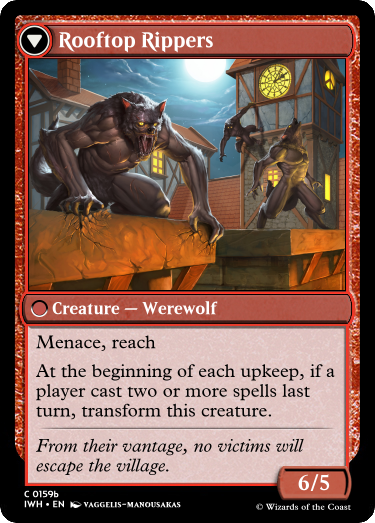 Rooftop Rippers
Creature — Werewolf
Menace, reach
At the beginning of each upkeep, if a
player cast two or more spells last
turn, transform this creature.
From their vantage, no victims will
escape the village.
6/5
C 0159b
IWH • EN VAGGELIS-MANOUSAKAS
© Wizards of the Coast